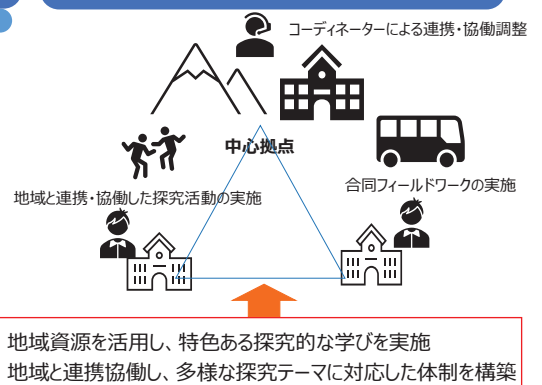 コーディネーターによる連携・協働調整
中心拠点
合同フィールドワークの実施
地域と連携・協働した探究活動の実施
地域資源を活用し、特色ある探究的な学びを実施
地域と連携協働し、多様な探究テーマに対応した体制を構築